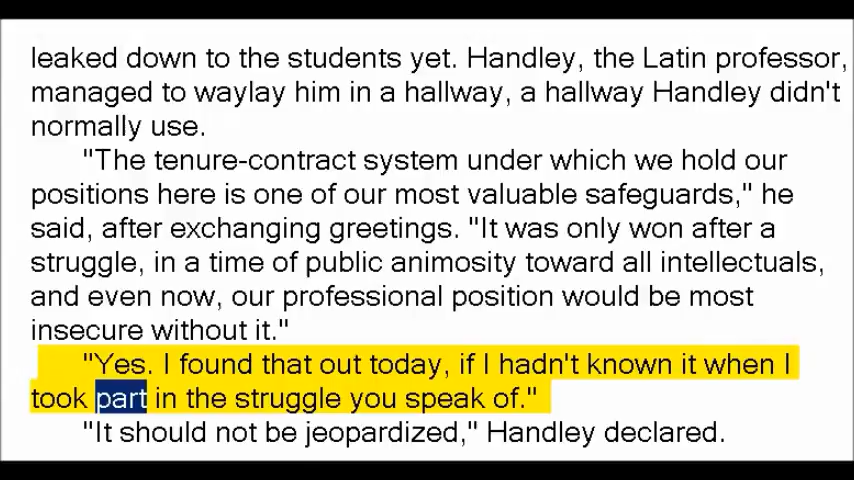 leaked down to the students yet. Handley, the Latin professor,
managed to waylay him in a hallway, a hallway Handley didn't
normally use.
"The tenure-contract system under which we hold our
positions here is one of our most valuable safeguards," he
said, after exchanging greetings. "It was only won after a
struggle, in a time of public animosity toward all intellectuals,
and even now, our professional position would be most
insecure without it."
"Yes. I found that out today, if I hadn't known it when I
took part in the struggle you speak of."
"It should not be jeopardized," Handley declared.